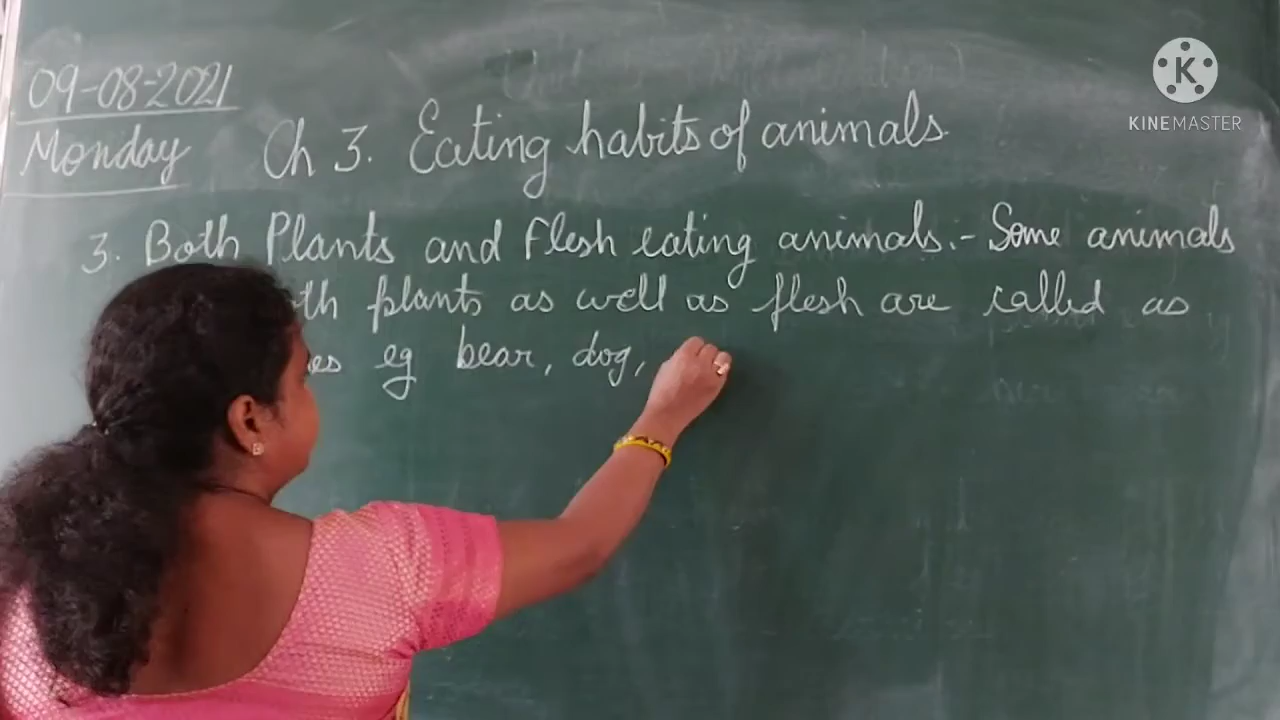 09-08-2021
Monday
Ch 3. Eating habits of animals.
3. Both Plants and Flesh eating animals.- Some animals
plants as well as flesh are called as
eg bear, dog,
K
KINEMASTER